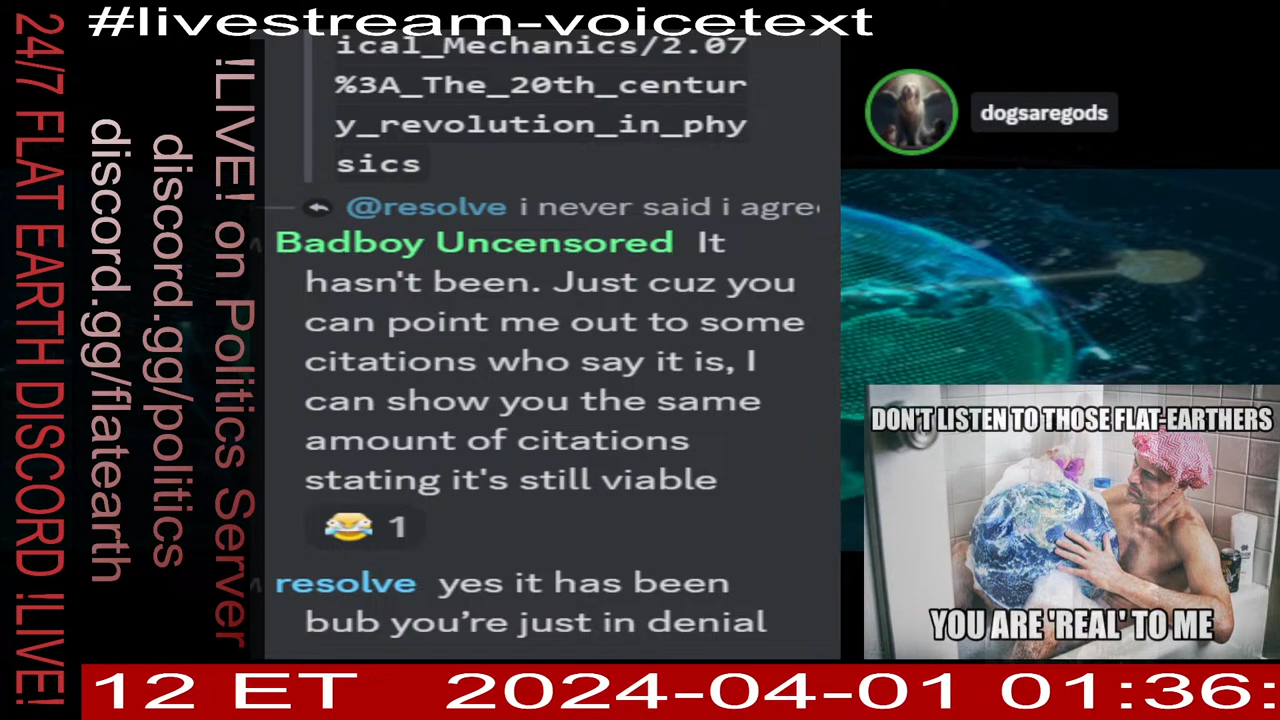 #livestream-voicetext
24/7 FLAT EARTH DISCORD !LIVE!
discord.gg/flatearth
discord.gg/politics
!LIVE! on Politics Server
ical_Mechanics/2.07
%3A_The_20th_centur
y_revolution_in_phy
sics
@resolve i never said i agre
Badboy Uncensored It
hasn't been. Just cuz you
can point me out to some
citations who say it is, I
can show you the same
amount of citations
stating it's still viable
😂 1
resolve yes it has been
bub you're just in denial
dogsaregods
DON'T LISTEN TO THOSE FLAT-EARTHERS
YOU ARE 'REAL' TO ME
12 ET 2024-04-01 01:36: